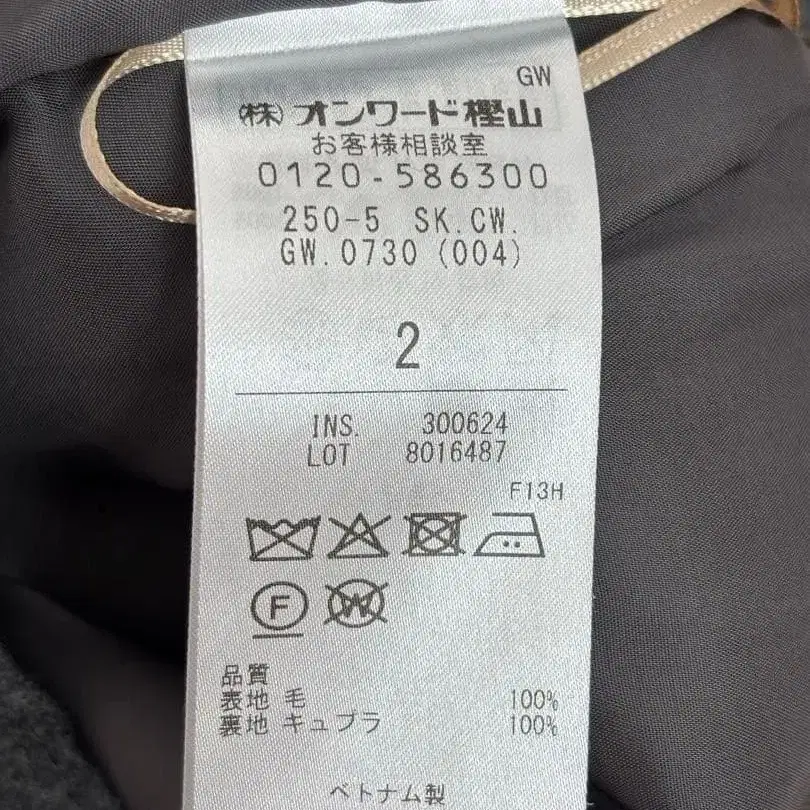 GW
㈱ オンワード樫山
お客様相談室
0120-586300
250-5 SK.CW.
GW.0730 (004)
2
INS. 300624
LOT 8016487
F13H
F W
品質
表地 毛 100%
裏地 キュプラ 100%
ベトナム製